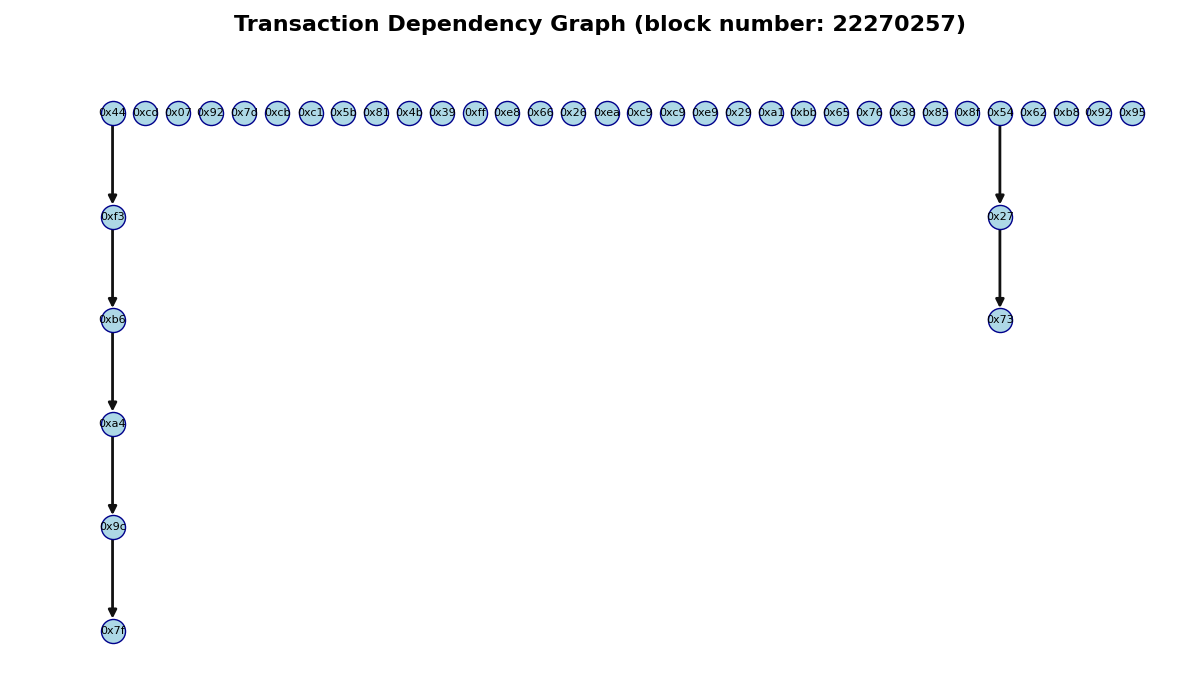 Transaction Dependency Graph (block number: 22270257)
0x44 0xcd 0x07 0x92 0x7d 0xcb 0xc1 0x5b 0x81 0x4b 0x39 0xff 0xe8 0x66 0x26 0xea 0xc9 0xc9 0xe9 0x29 0xa1 0xbb 0x65 0x76 0x38 0x85 0x8f 0x54 0x62 0xb8 0x92 0x95
0xf3 0x27
0xb6 0x73
0xa4
0x9c
0x7f